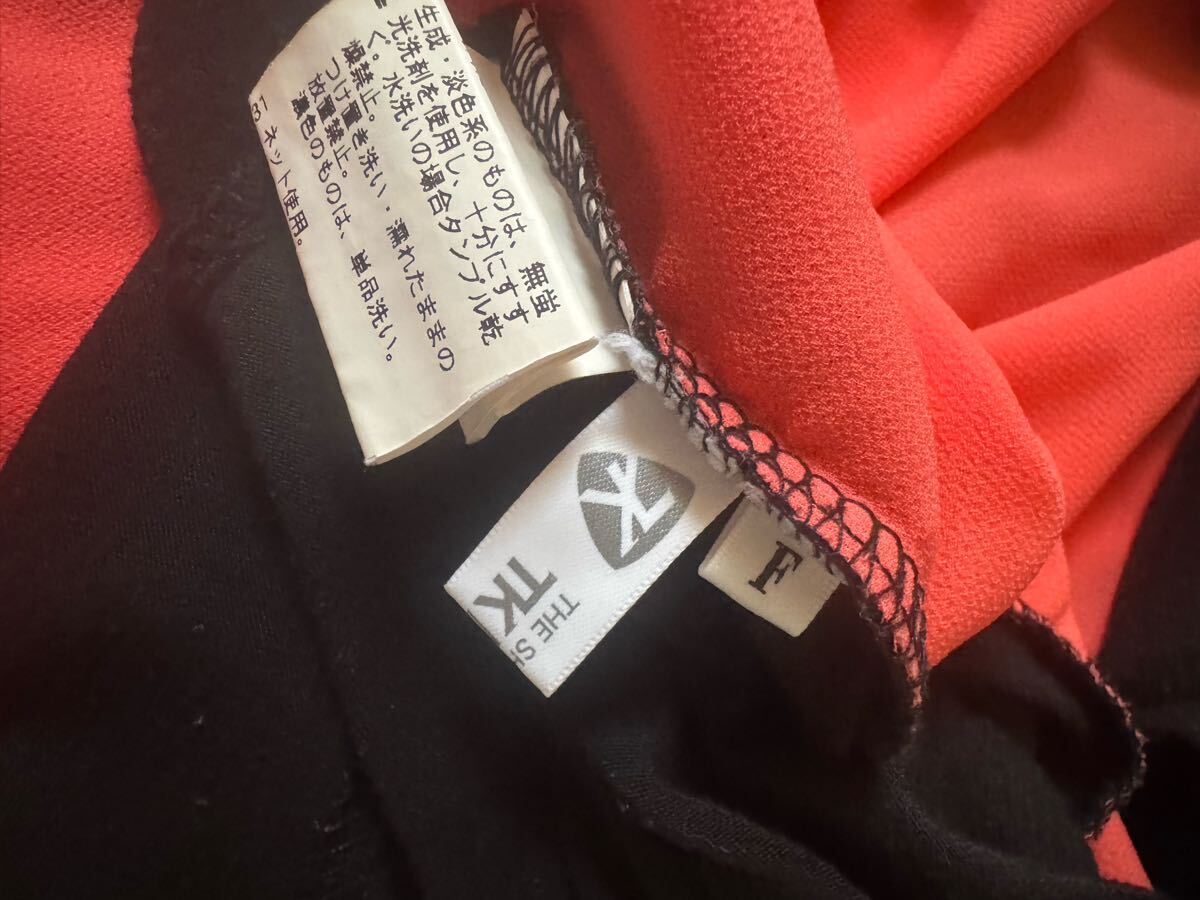 生成・淡色系のものは、無蛍
光洗剤を使用し、十分にすす
ぐ。水洗いの場合タンブル乾
燥禁止。
つけ置き洗い・濡れたままの
放置禁止。
濃色のものは、単品洗い。
ネット使用。
THE SH
TK
F